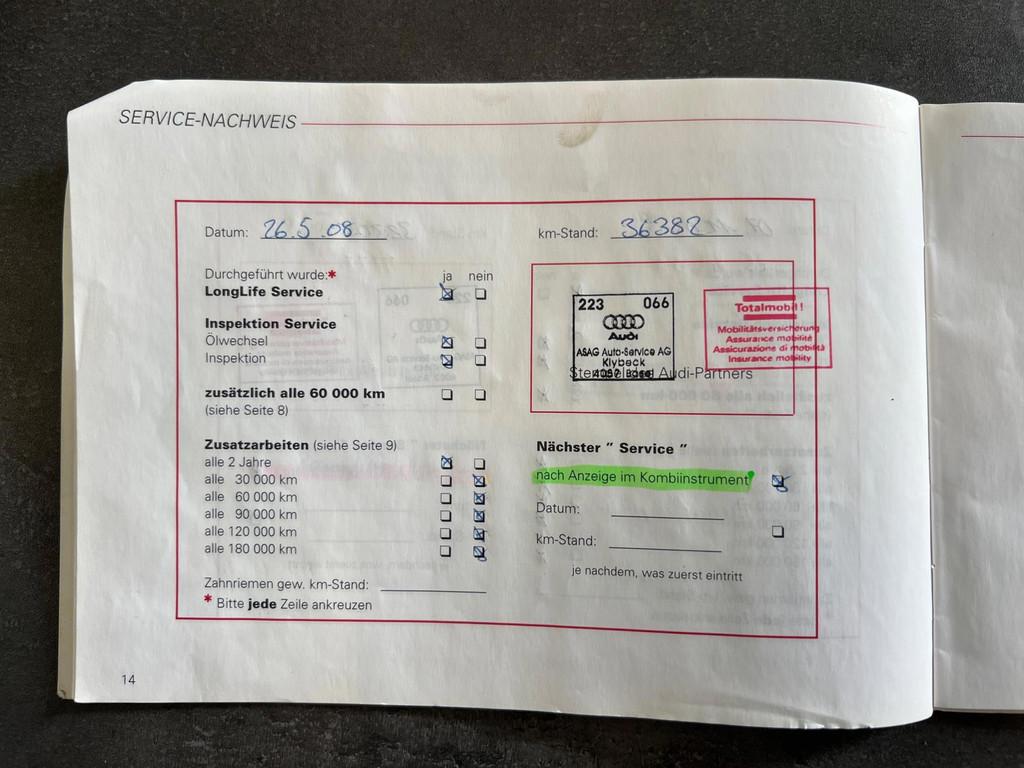 SERVICE-NACHWEIS
Datum: 26.5.08
km-Stand: 36382
Durchgeführt wurde:* ja nein
LongLife Service
Inspektion Service
Ölwechsel
Inspektion
zusätzlich alle 60 000 km
(siehe Seite 8)
223 066
Audi
ASAG Auto-Service AG
Klybeck
4057 Basel
Totalmobil!
Mobilitätsversicherung
Assurance mobilité
Assicurazione di mobilità
Insurance mobility
Audi-Partners
Zusatzarbeiten (siehe Seite 9)
alle 2 Jahre
alle 30 000 km
alle 60 000 km
alle 90 000 km
alle 120 000 km
alle 180 000 km
Zahnriemen gew. km-Stand:
* Bitte jede Zeile ankreuzen
Nächster " Service "
nach Anzeige im Kombiinstrument
Datum:
km-Stand:
je nachdem, was zuerst eintritt
14